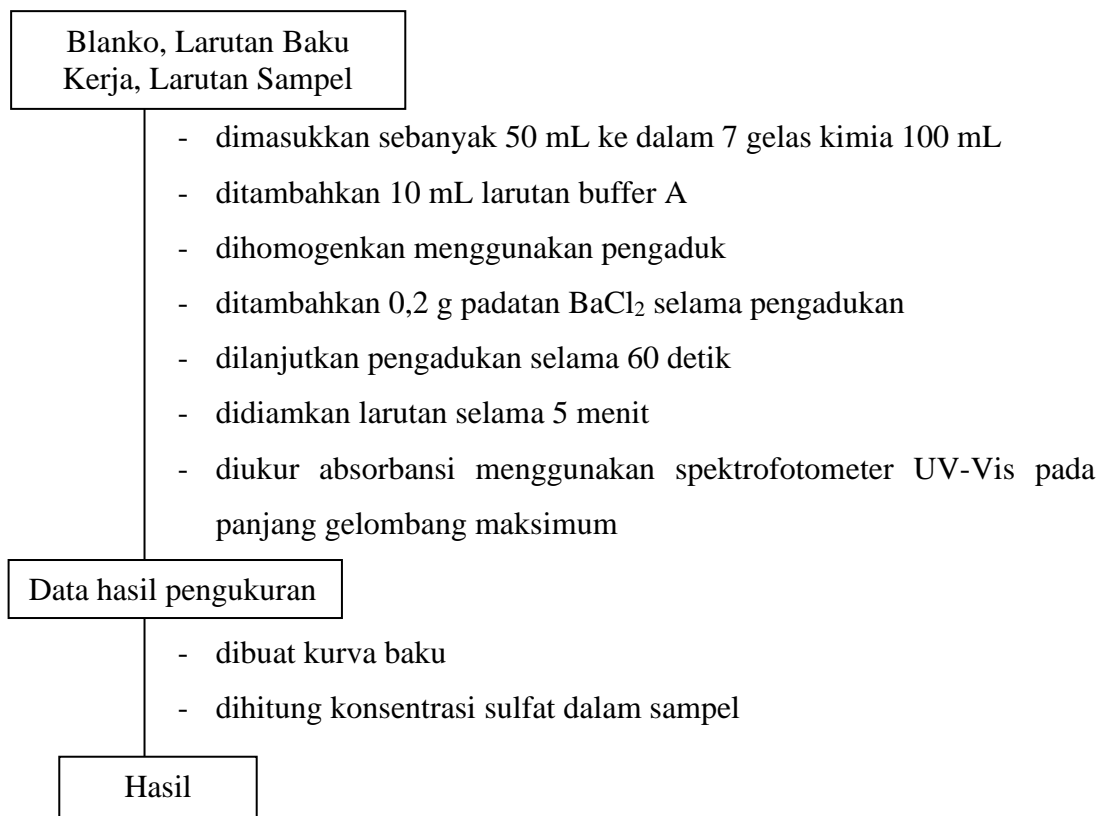 Blanko, Larutan Baku
Kerja, Larutan Sampel
- dimasukkan sebanyak 50 mL ke dalam 7 gelas kimia 100 mL
- ditambahkan 10 mL larutan buffer A
- dihomogenkan menggunakan pengaduk
- ditambahkan 0,2 g padatan BaCl₂ selama pengadukan
- dilanjutkan pengadukan selama 60 detik
- didiamkan larutan selama 5 menit
- diukur absorbansi menggunakan spektrofotometer UV-Vis pada
panjang gelombang maksimum
Data hasil pengukuran
- dibuat kurva baku
- dihitung konsentrasi sulfat dalam sampel
Hasil